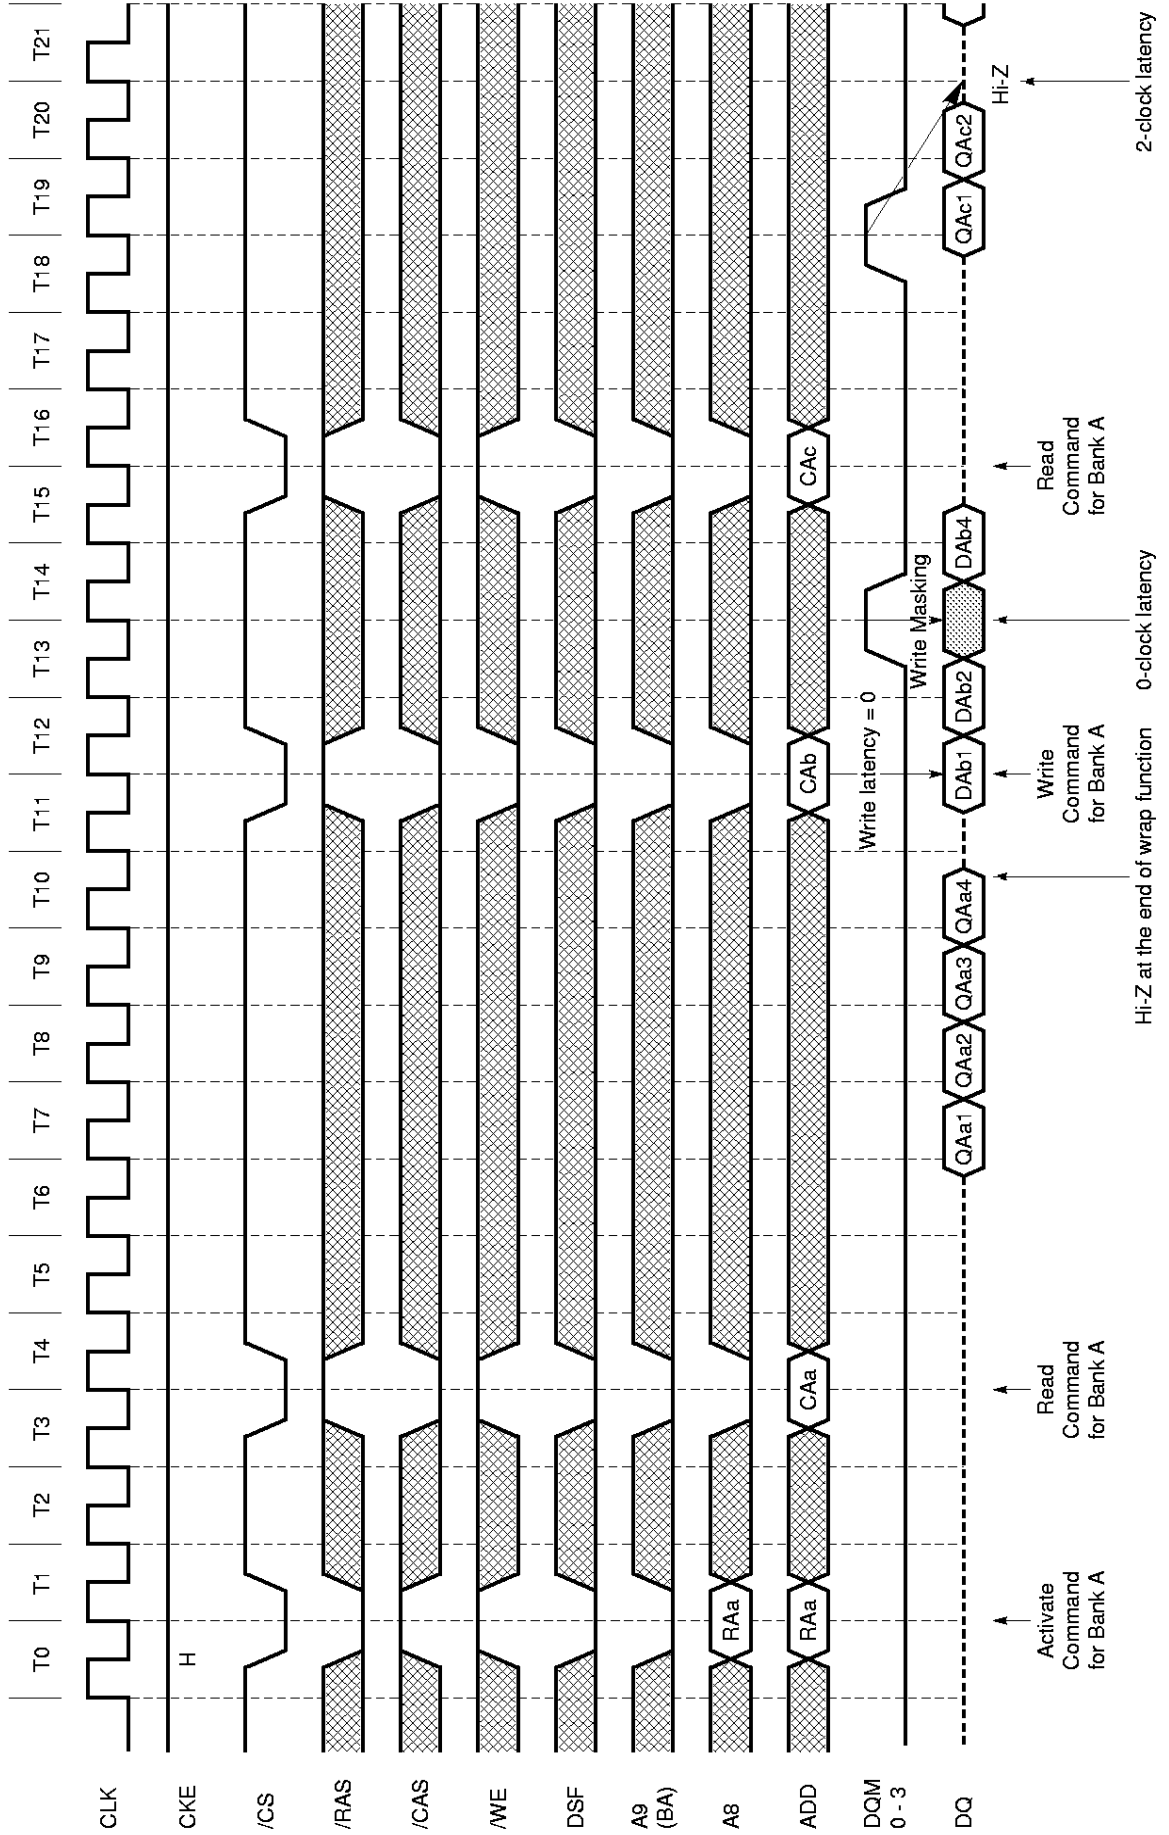 T0 T1 T2 T3 T4 T5 T6 T7 T8 T9 T10 T11 T12 T13 T14 T15 T16 T17 T18 T19 T20 T21
CLK
CKE H
/CS
/RAS
/CAS
/WE
DSF
A9
(BA)
A8 RAa
ADD RAa CAa CAb CAc
Write latency = 0
DQM
0 - 3
Write Masking
DQ QAa1 QAa2 QAa3 QAa4 DAb1 DAb2 DAb4 QAc1 QAc2
Hi-Z
Activate
Command
for Bank A
Read
Command
for Bank A
Write
Command
for Bank A
Read
Command
for Bank A
Hi-Z at the end of wrap function
0-clock latency
2-clock latency